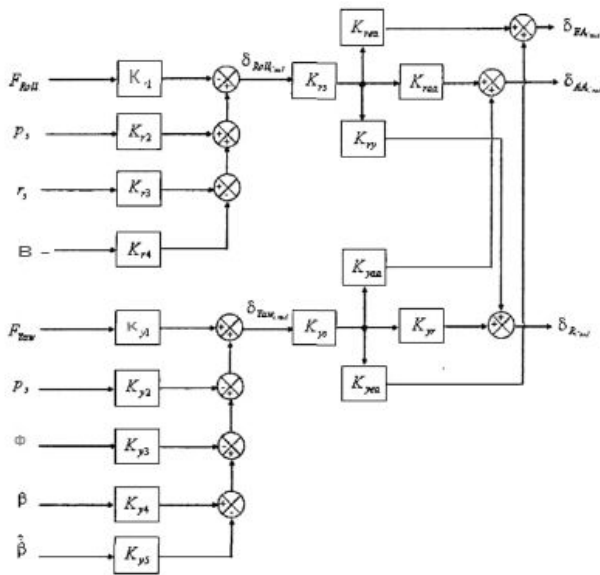 K_rea
δ_EA_Cmd
F_Roll
K_r1
δ_Roll_Cmd
K_rs
K_raa
δ_AA_Cmd
p_s
K_r2
K_ry
r_s
K_r3
B
K_r4
K_yaa
F_Yaw
K_y1
δ_Yaw_Cmd
K_ys
K_yr
δ_R_Cmd
p_s
K_y2
K_yea
Φ
K_y3
β
K_y4
β̂
K_y5